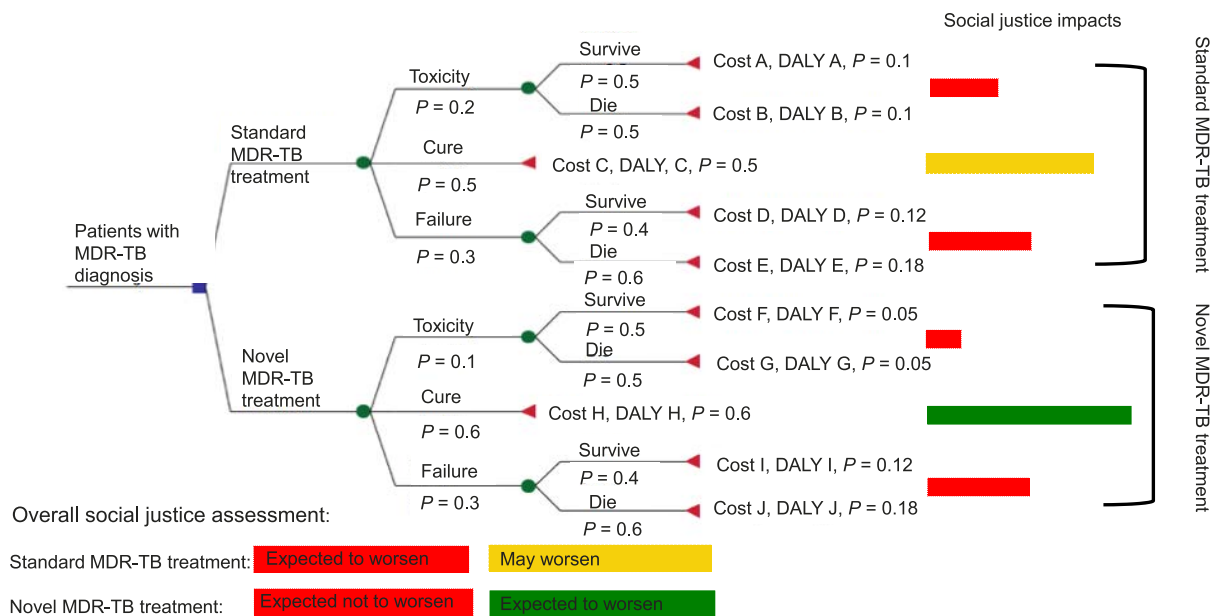 Social justice impacts
Survive
P = 0.5
Cost A, DALY A, P = 0.1
Toxicity
P = 0.2
Die
P = 0.5
Cost B, DALY B, P = 0.1
Standard
MDR-TB
treatment
Cure
P = 0.5
Cost C, DALY, C, P = 0.5
Survive
P = 0.4
Cost D, DALY D, P = 0.12
Failure
P = 0.3
Die
P = 0.6
Cost E, DALY E, P = 0.18
Standard MDR-TB treatment
Patients with
MDR-TB
diagnosis
Survive
P = 0.5
Cost F, DALY F, P = 0.05
Toxicity
P = 0.1
Die
P = 0.5
Cost G, DALY G, P = 0.05
Novel
MDR-TB
treatment
Cure
P = 0.6
Cost H, DALY H, P = 0.6
Survive
P = 0.4
Cost I, DALY I, P = 0.12
Failure
P = 0.3
Die
P = 0.6
Cost J, DALY J, P = 0.18
Novel MDR-TB treatment
Overall social justice assessment:
Standard MDR-TB treatment: Expected to worsen May worsen
Novel MDR-TB treatment: Expected not to worsen Expected to worsen